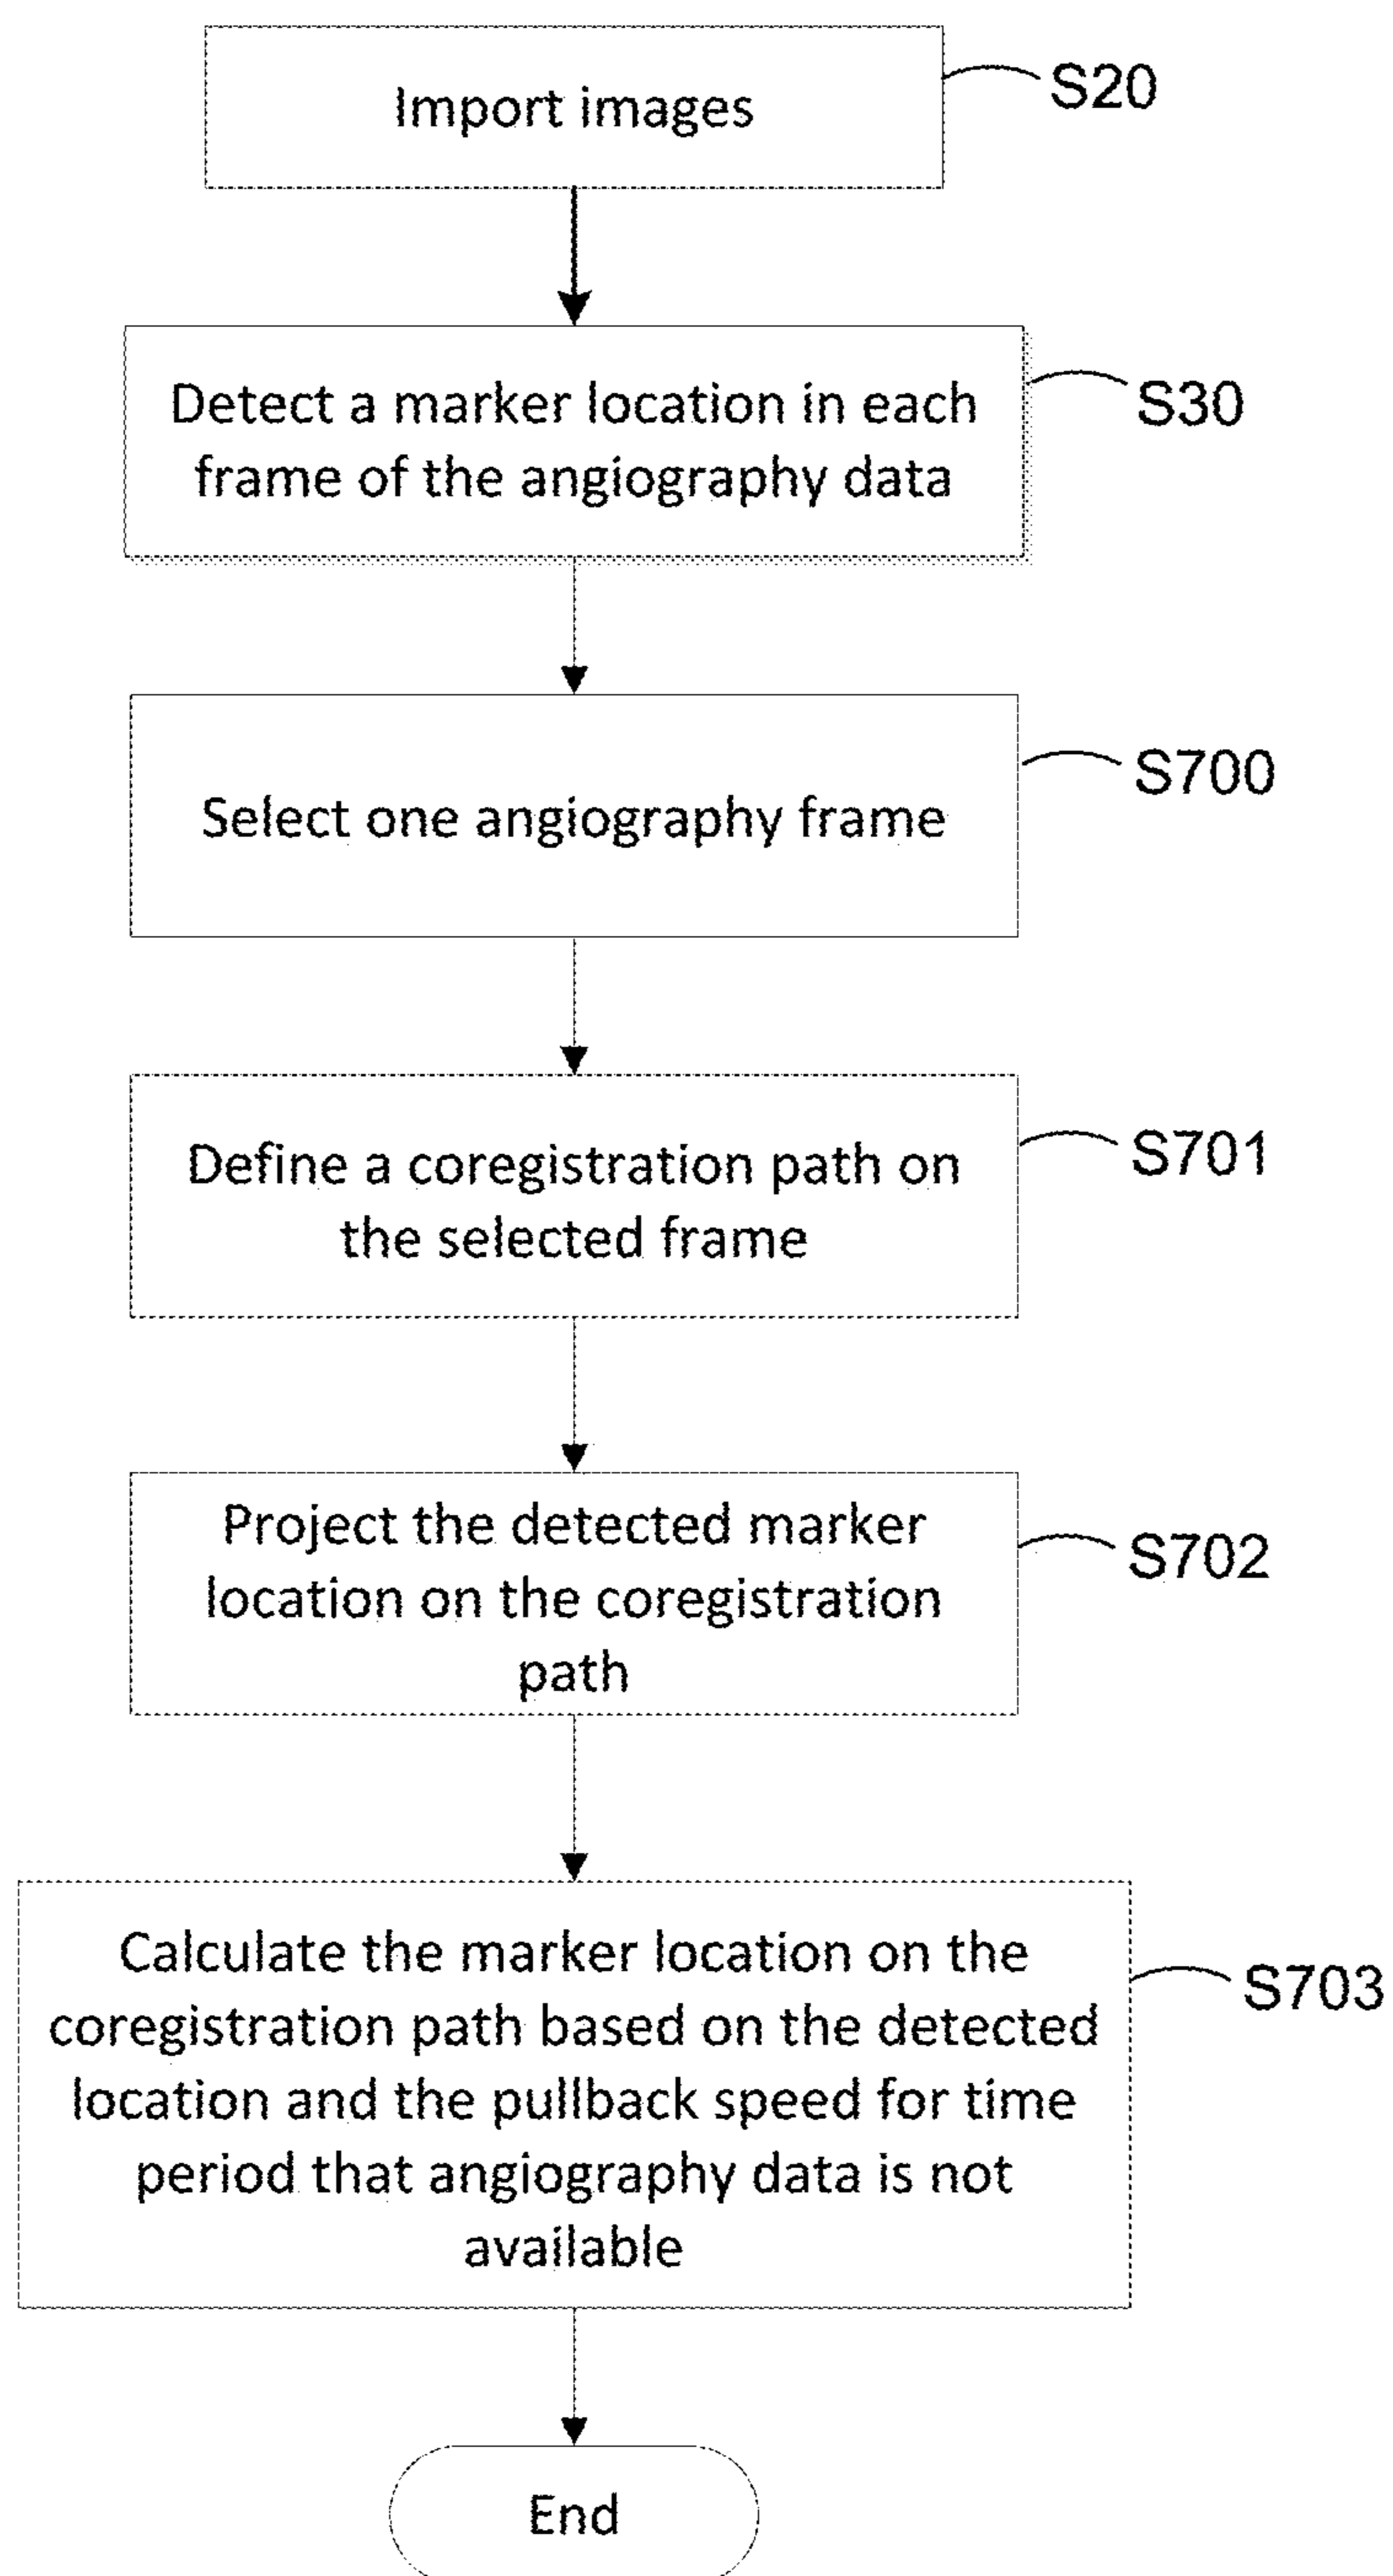 Import images
S20
Detect a marker location in each
frame of the angiography data
S30
Select one angiography frame
S700
Define a coregistration path on
the selected frame
S701
Project the detected marker
location on the coregistration
path
S702
Calculate the marker location on the
coregistration path based on the detected
location and the pullback speed for time
period that angiography data is not
available
S703
End